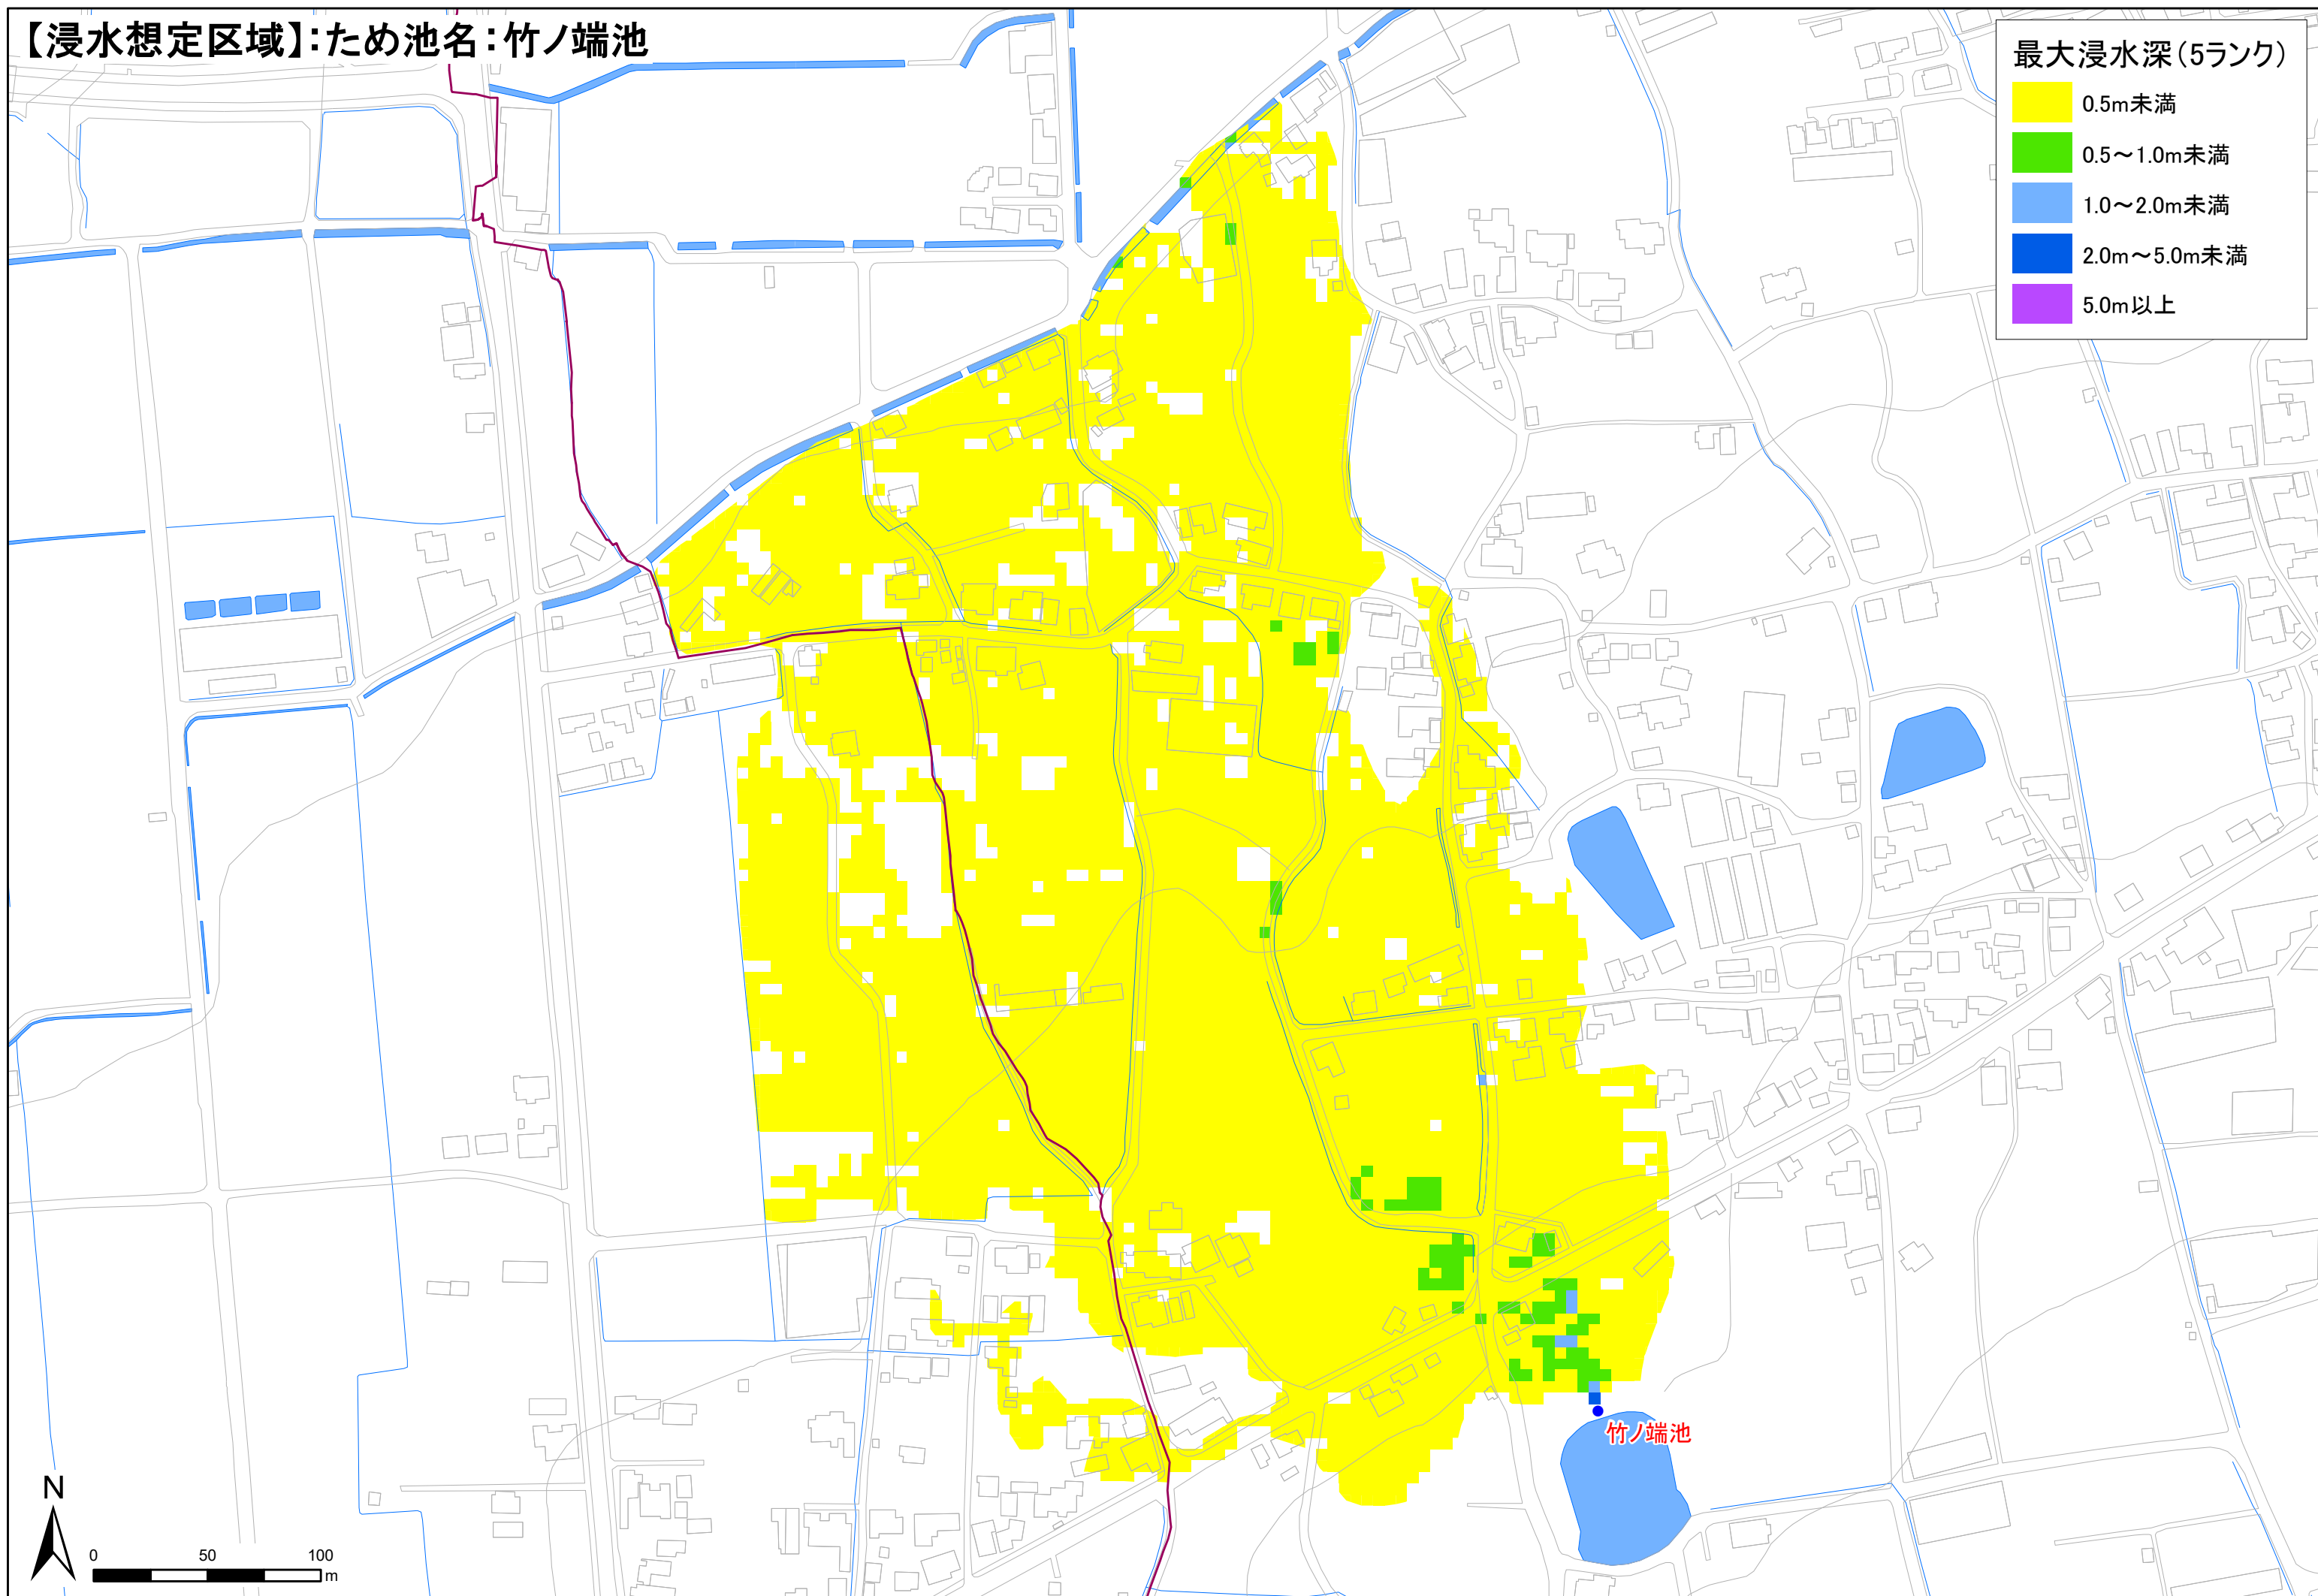 【浸水想定区域】:ため池名:竹ノ端池
最大浸水深(5ランク)
0.5m未満
0.5～1.0m未満
1.0～2.0m未満
2.0m～5.0m未満
5.0m以上
竹ノ端池
N
0 50 100
m